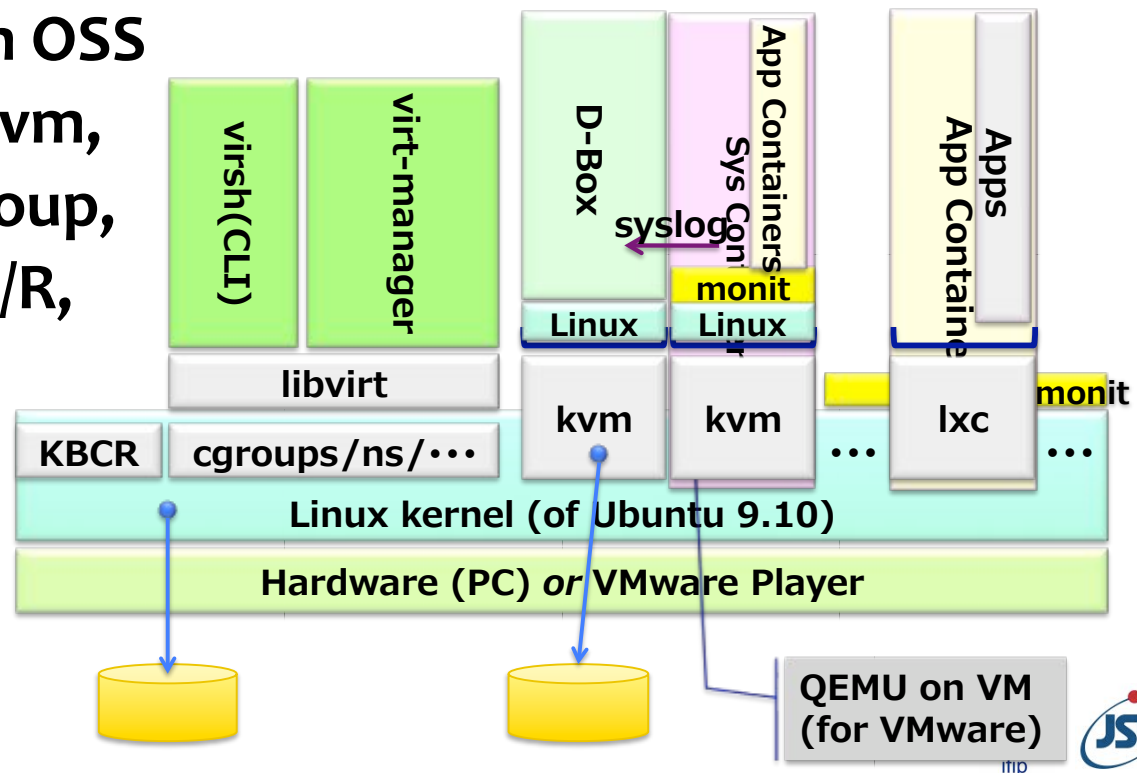 n OSS
vm,
oup,
/R,
virsh(CLI)
virt-manager
D-Box
syslog
App Containers
Sys Cont
r
monit
Linux
Linux
Apps
App Containe
libvirt
kvm
kvm
lxc
monit
KBCR
cgroups/ns/・・・
・・・
・・・
Linux kernel (of Ubuntu 9.10)
Hardware (PC) or VMware Player
QEMU on VM
(for VMware)
JS